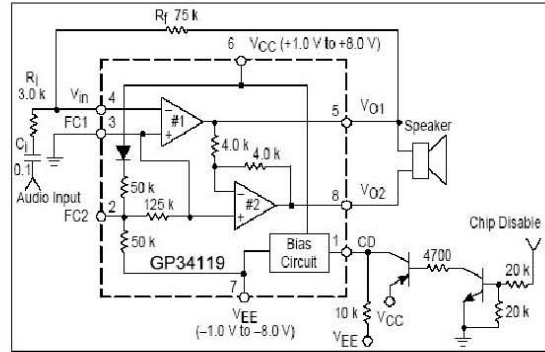 Rf 75 k
6
VCC (+1.0 V to +8.0 V)
Ri
3.0 k
Vin
4
#1
5
VO1
FC1
3
Speaker
Ci
0.1
4.0 k
4.0 k
Audio Input
50 k
FC2
2
125 k
#2
8
VO2
Chip Disable
50 k
Bias
Circuit
1
CD
4700
20 k
GP34119
7
10 k
VCC
20 k
VEE
(–1.0 V to –8.0 V)
VEE